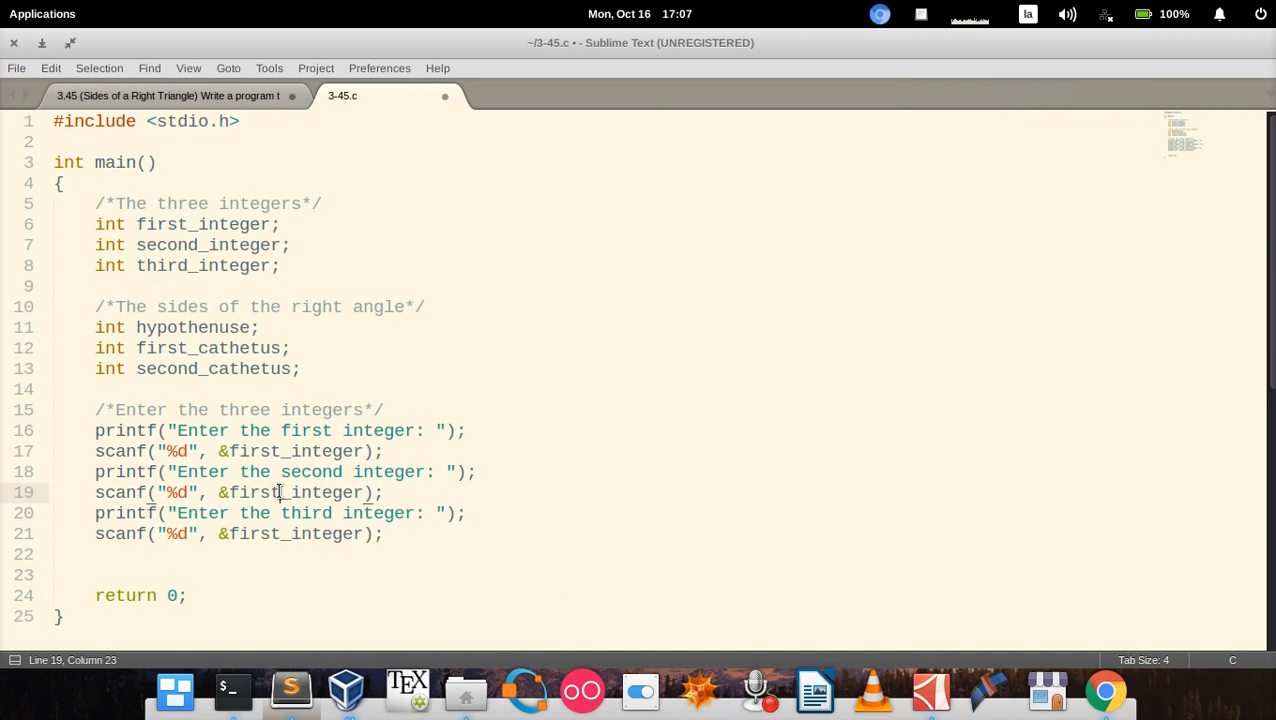 Applications
Mon, Oct 16 17:07
la
100%
~/3-45.c • - Sublime Text (UNREGISTERED)
File Edit Selection Find View Goto Tools Project Preferences Help
3.45 (Sides of a Right Triangle) Write a program t
3-45.c
1 #include <stdio.h>
2
3 int main()
4 {
5 /*The three integers*/
6 int first_integer;
7 int second_integer;
8 int third_integer;
9
10 /*The sides of the right angle*/
11 int hypothenuse;
12 int first_cathetus;
13 int second_cathetus;
14
15 /*Enter the three integers*/
16 printf("Enter the first integer: ");
17 scanf("%d", &first_integer);
18 printf("Enter the second integer: ");
19 scanf("%d", &first_integer);
20 printf("Enter the third integer: ");
21 scanf("%d", &first_integer);
22
23
24 return 0;
25 }
Line 19, Column 23
Tab Size: 4
C
TEX